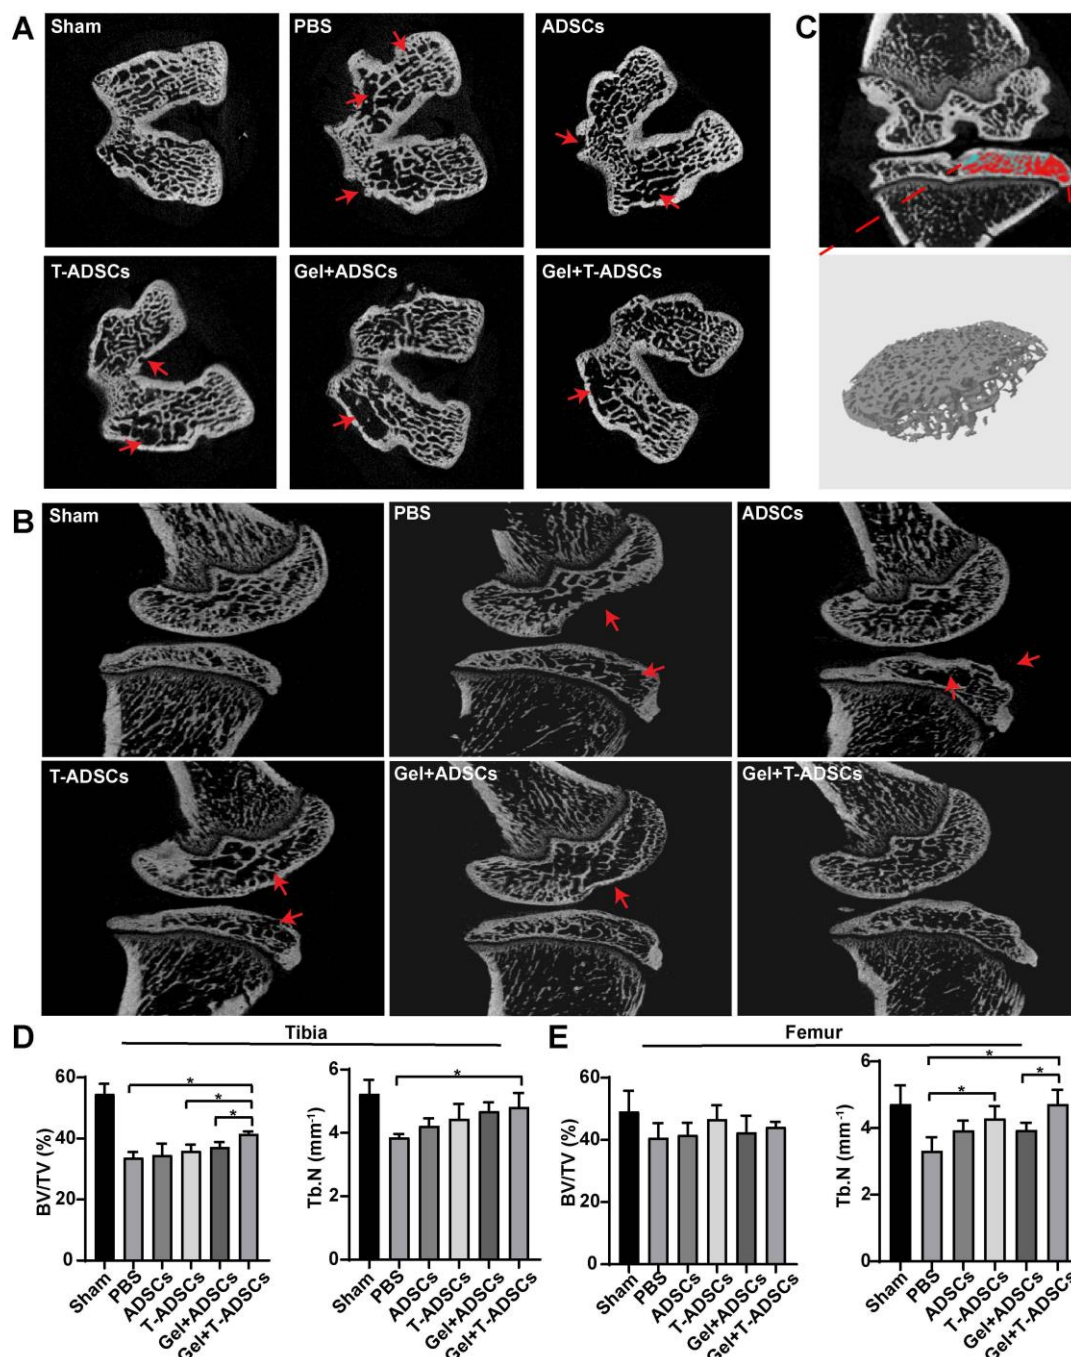 A
Sham
PBS
ADSCs
C
T-ADSCs
Gel+ADSCs
Gel+T-ADSCs
B
Sham
PBS
ADSCs
T-ADSCs
Gel+ADSCs
Gel+T-ADSCs
D
Tibia
E
Femur
BV/TV (%)
60
40
20
0
*
*
*
Sham
PBS
ADSCs
T-ADSCs
Gel+ADSCs
Gel+T-ADSCs
Tb.N (mm⁻¹)
6
4
2
0
*
Sham
PBS
ADSCs
T-ADSCs
Gel+ADSCs
Gel+T-ADSCs
BV/TV (%)
60
40
20
0
Sham
PBS
ADSCs
T-ADSCs
Gel+ADSCs
Gel+T-ADSCs
Tb.N (mm⁻¹)
6
4
2
0
*
*
*
Sham
PBS
ADSCs
T-ADSCs
Gel+ADSCs
Gel+T-ADSCs